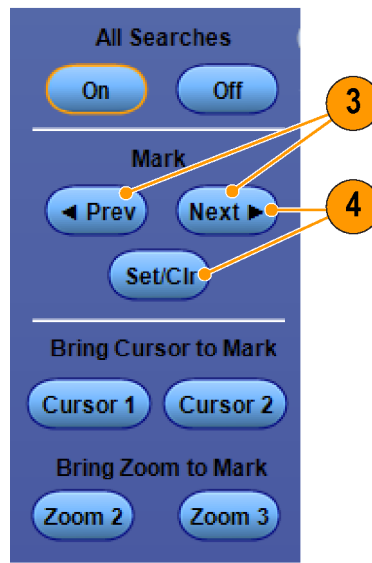 All Searches
On Off
3
Mark
◄ Prev Next ►
4
Set/Clr
Bring Cursor to Mark
Cursor 1 Cursor 2
Bring Zoom to Mark
Zoom 2 Zoom 3